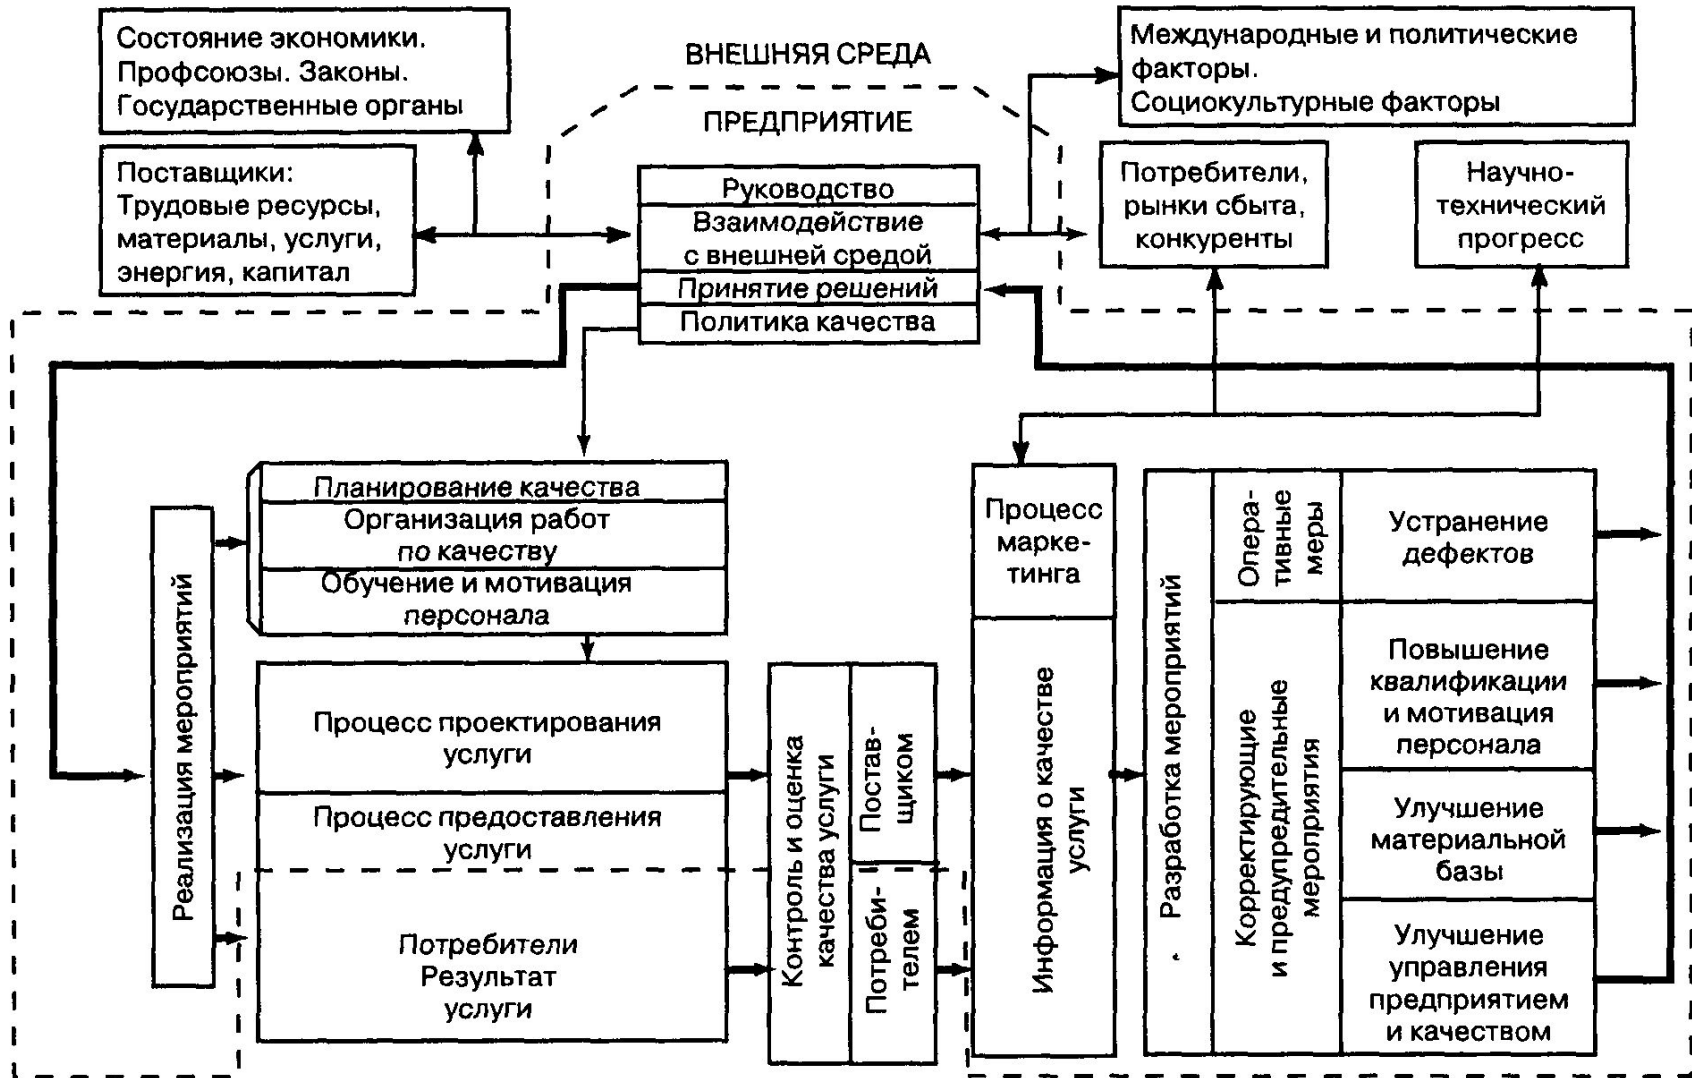 Состояние экономики.
Профсоюзы. Законы.
Государственные органы
ВНЕШНЯЯ СРЕДА
Международные и политические
факторы.
Социокультурные факторы
ПРЕДПРИЯТИЕ
Поставщики:
Трудовые ресурсы,
материалы, услуги,
энергия, капитал
Руководство
Взаимодействие
с внешней средой
Принятие решений
Политика качества
Потребители,
рынки сбыта,
конкуренты
Научно-
технический
прогресс
Реализация мероприятий
Планирование качества
Организация работ
по качеству
Обучение и мотивация
персонала
Процесс проектирования
услуги
Процесс предоставления
услуги
Потребители
Результат
услуги
Контроль и оценка
качества услуги
Постав-
щиком
Потреби-
телем
Процесс
марке-
тинга
Информация о качестве
услуги
Разработка мероприятий
Опера-
тивные
меры
Корректирующие
и предупредительные
мероприятия
Устранение
дефектов
Повышение
квалификации
и мотивация
персонала
Улучшение
материальной
базы
Улучшение
управления
предприятием
и качеством